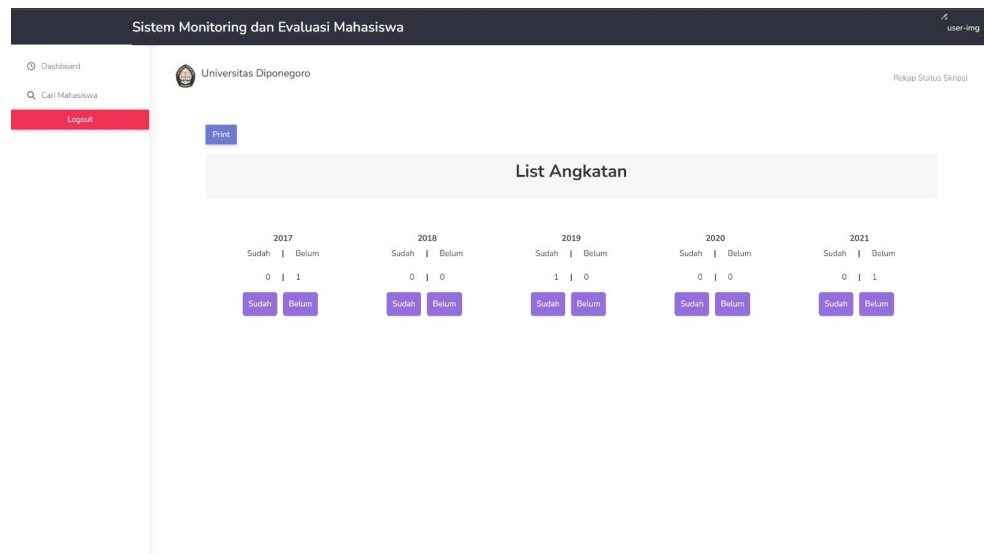 Sistem Monitoring dan Evaluasi Mahasiswa
user-img
Dashboard
Cari Mahasiswa
Logout
Universitas Diponegoro
Rekap Status Skripsi
Print
List Angkatan
2017 2018 2019 2020 2021
Sudah | Belum Sudah | Belum Sudah | Belum Sudah | Belum Sudah | Belum
0 | 1 0 | 0 1 | 0 0 | 0 0 | 1
Sudah Belum Sudah Belum Sudah Belum Sudah Belum Sudah Belum